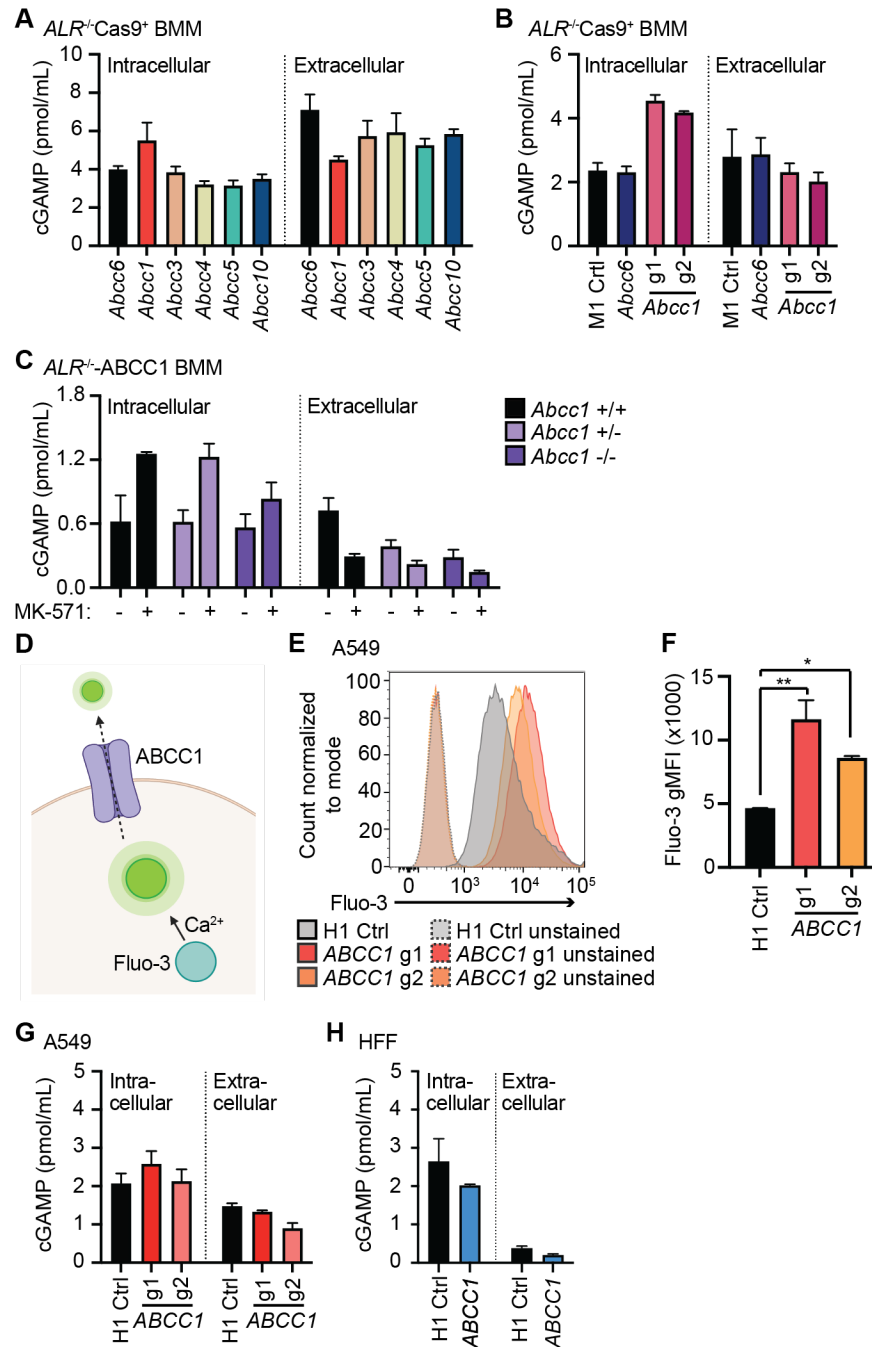 A
ALR-/-Cas9+ BMM
Intracellular
Extracellular
cGAMP (pmol/mL)
10
8
6
4
2
0
Abcc6
Abcc1
Abcc3
Abcc4
Abcc5
Abcc10
Abcc6
Abcc1
Abcc3
Abcc4
Abcc5
Abcc10
B
ALR-/-Cas9+ BMM
Intracellular
Extracellular
cGAMP (pmol/mL)
6
4
2
0
M1 Crtl
Abcc6
g1
g2
Abcc1
M1 Ctrl
Abcc6
g1
g2
Abcc1
C
ALR-/--ABCC1 BMM
Intracellular
Extracellular
cGAMP (pmol/mL)
1.8
1.2
0.6
0.0
MK-571: - + - + - + - + - + - +
Abcc1 +/+
Abcc1 +/-
Abcc1 -/-
D
ABCC1
Ca2+
Fluo-3
E
A549
Count normalized
to mode
100
80
60
40
20
0
0 103 104 105
Fluo-3
H1 Ctrl
H1 Ctrl unstained
ABCC1 g1
ABCC1 g1 unstained
ABCC1 g2
ABCC1 g2 unstained
F
Fluo-3 gMFI (x1000)
15
10
5
0
*
**
H1 Ctrl
g1
g2
ABCC1
G
A549
Intra-
cellular
Extra-
cellular
cGAMP (pmol/mL)
5
4
3
2
1
0
H1 Ctrl
g1
g2
ABCC1
H1 Ctrl
g1
g2
ABCC1
H
HFF
Intra-
cellular
Extra-
cellular
cGAMP (pmol/mL)
5
4
3
2
1
0
H1 Ctrl
ABCC1
H1 Ctrl
ABCC1